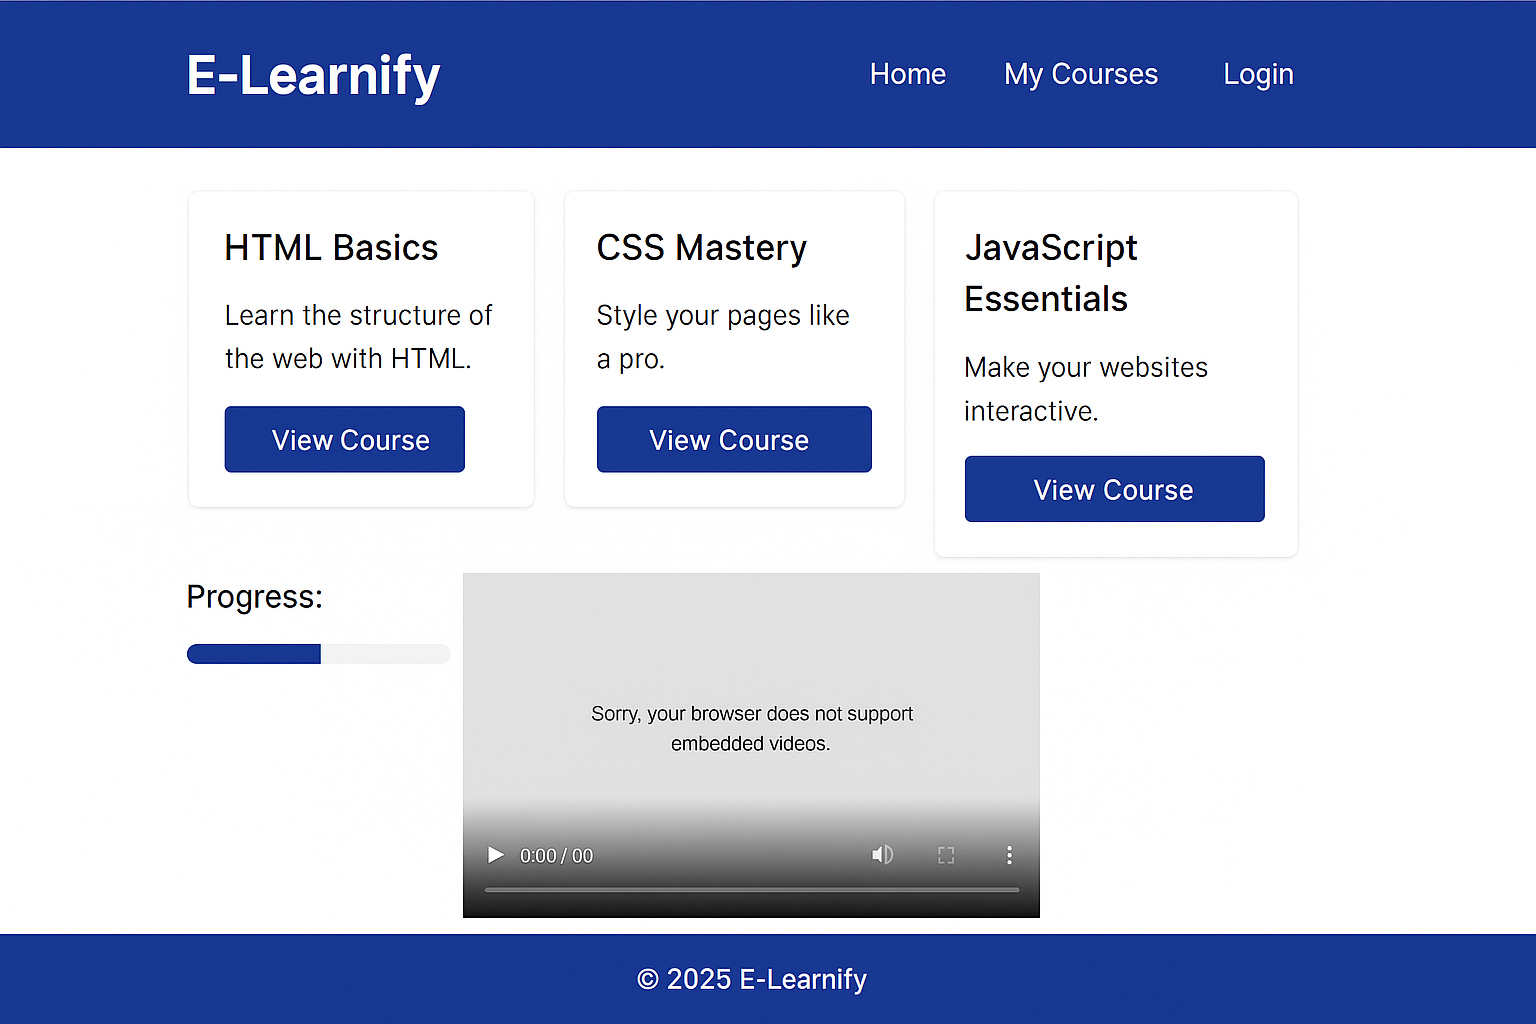 E-Learnify
Home My Courses Login
HTML Basics
Learn the structure of
the web with HTML.
View Course
CSS Mastery
Style your pages like
a pro.
View Course
JavaScript
Essentials
Make your websites
interactive.
View Course
Progress:
Sorry, your browser does not support
embedded videos.
0:00 / 00
© 2025 E-Learnify